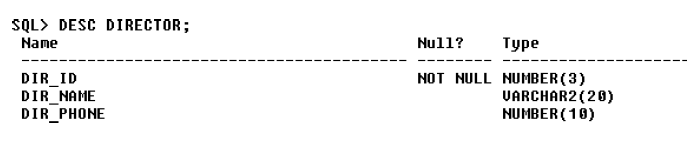 SQL> DESC DIRECTOR;
Name Null? Type
----------------------------------------- -------- --------------------
DIR_ID NOT NULL NUMBER(3)
DIR_NAME VARCHAR2(20)
DIR_PHONE NUMBER(10)